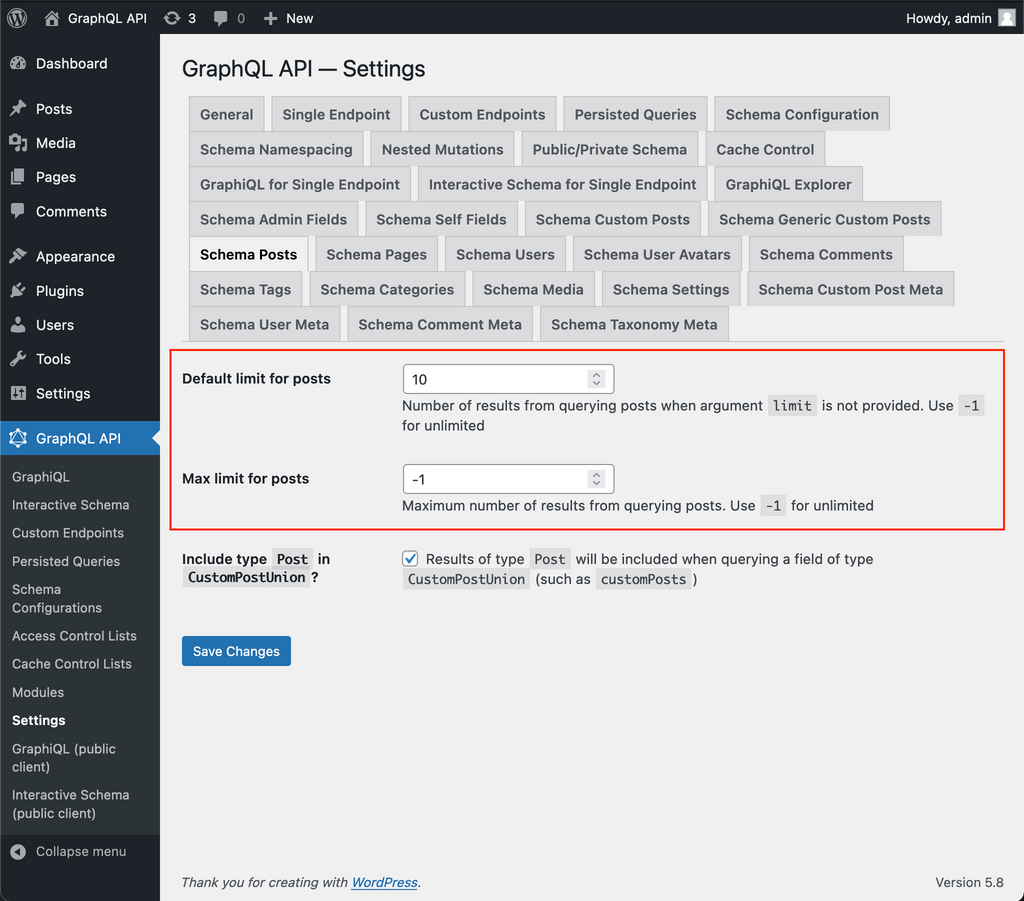 GraphQL API 3 0 New Howdy, admin
Dashboard
Posts
Media
Pages
Comments
Appearance
Plugins
Users
Tools
Settings
GraphQL API
GraphiQL
Interactive Schema
Custom Endpoints
Persisted Queries
Schema
Configurations
Access Control Lists
Cache Control Lists
Modules
Settings
GraphiQL (public
client)
Interactive Schema
(public client)
Collapse menu
GraphQL API — Settings
General Single Endpoint Custom Endpoints Persisted Queries Schema Configuration
Schema Namespacing Nested Mutations Public/Private Schema Cache Control
GraphiQL for Single Endpoint Interactive Schema for Single Endpoint GraphiQL Explorer
Schema Admin Fields Schema Self Fields Schema Custom Posts Schema Generic Custom Posts
Schema Posts Schema Pages Schema Users Schema User Avatars Schema Comments
Schema Tags Schema Categories Schema Media Schema Settings Schema Custom Post Meta
Schema User Meta Schema Comment Meta Schema Taxonomy Meta
Default limit for posts
10
Number of results from querying posts when argument limit is not provided. Use -1
for unlimited
Max limit for posts
-1
Maximum number of results from querying posts. Use -1 for unlimited
Include type Post in
CustomPostUnion ?
Results of type Post will be included when querying a field of type
CustomPostUnion (such as customPosts )
Save Changes
Thank you for creating with WordPress.
Version 5.8